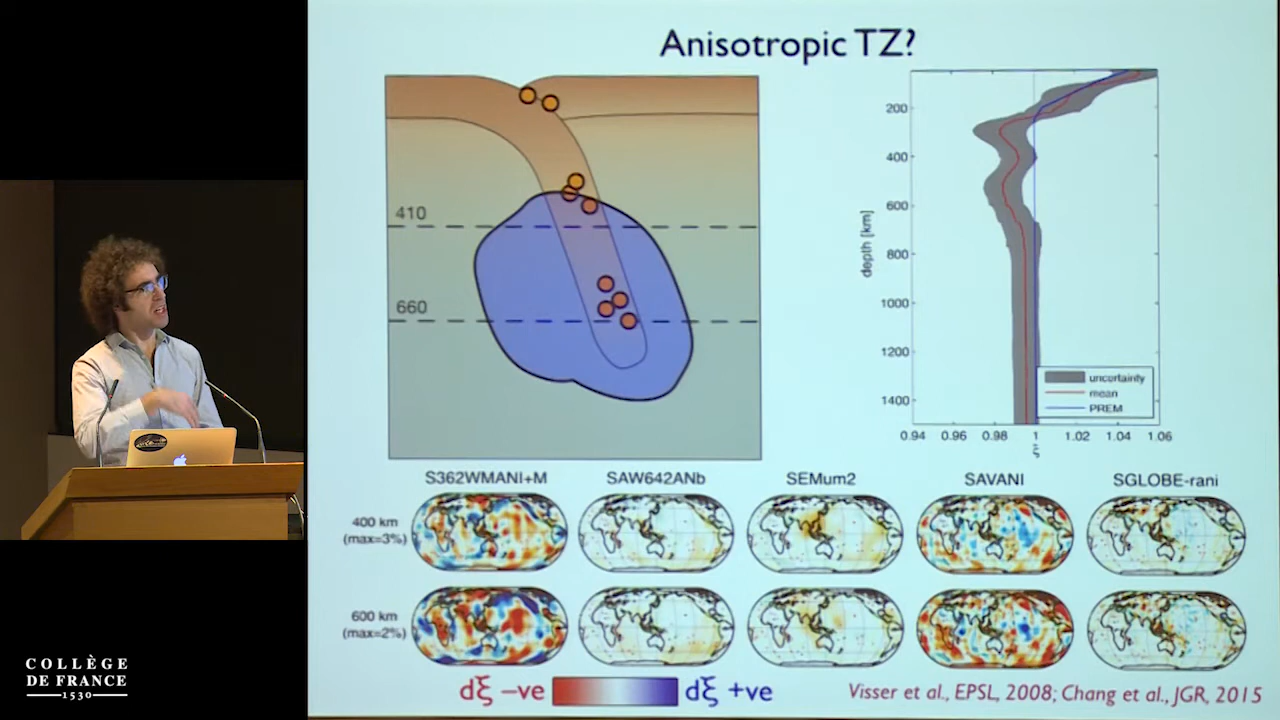 Anisotropic TZ?
410
660
200
400
600
800
1000
1200
1400
depth [km]
uncertainty
mean
PREM
0.94 0.96 0.98 1 1.02 1.04 1.06
ξ
S362WMANI+M SAW642ANb SEMum2 SAVANI SGLOBE-rani
400 km
(max=3%)
600 km
(max=2%)
dξ –ve dξ +ve
Visser et al., EPSL, 2008; Chang et al., JGR, 2015
COLLÈGE
DE FRANCE
1530